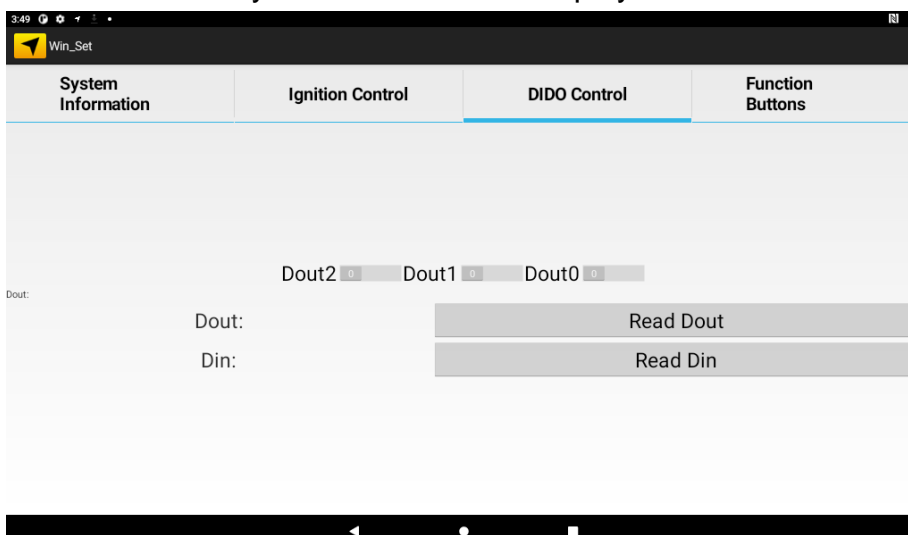 3:49
Win_Set
System Information
Ignition Control
DIDO Control
Function Buttons
Dout2 0 Dout1 0 Dout0 0
Dout:
Dout: Read Dout
Din: Read Din